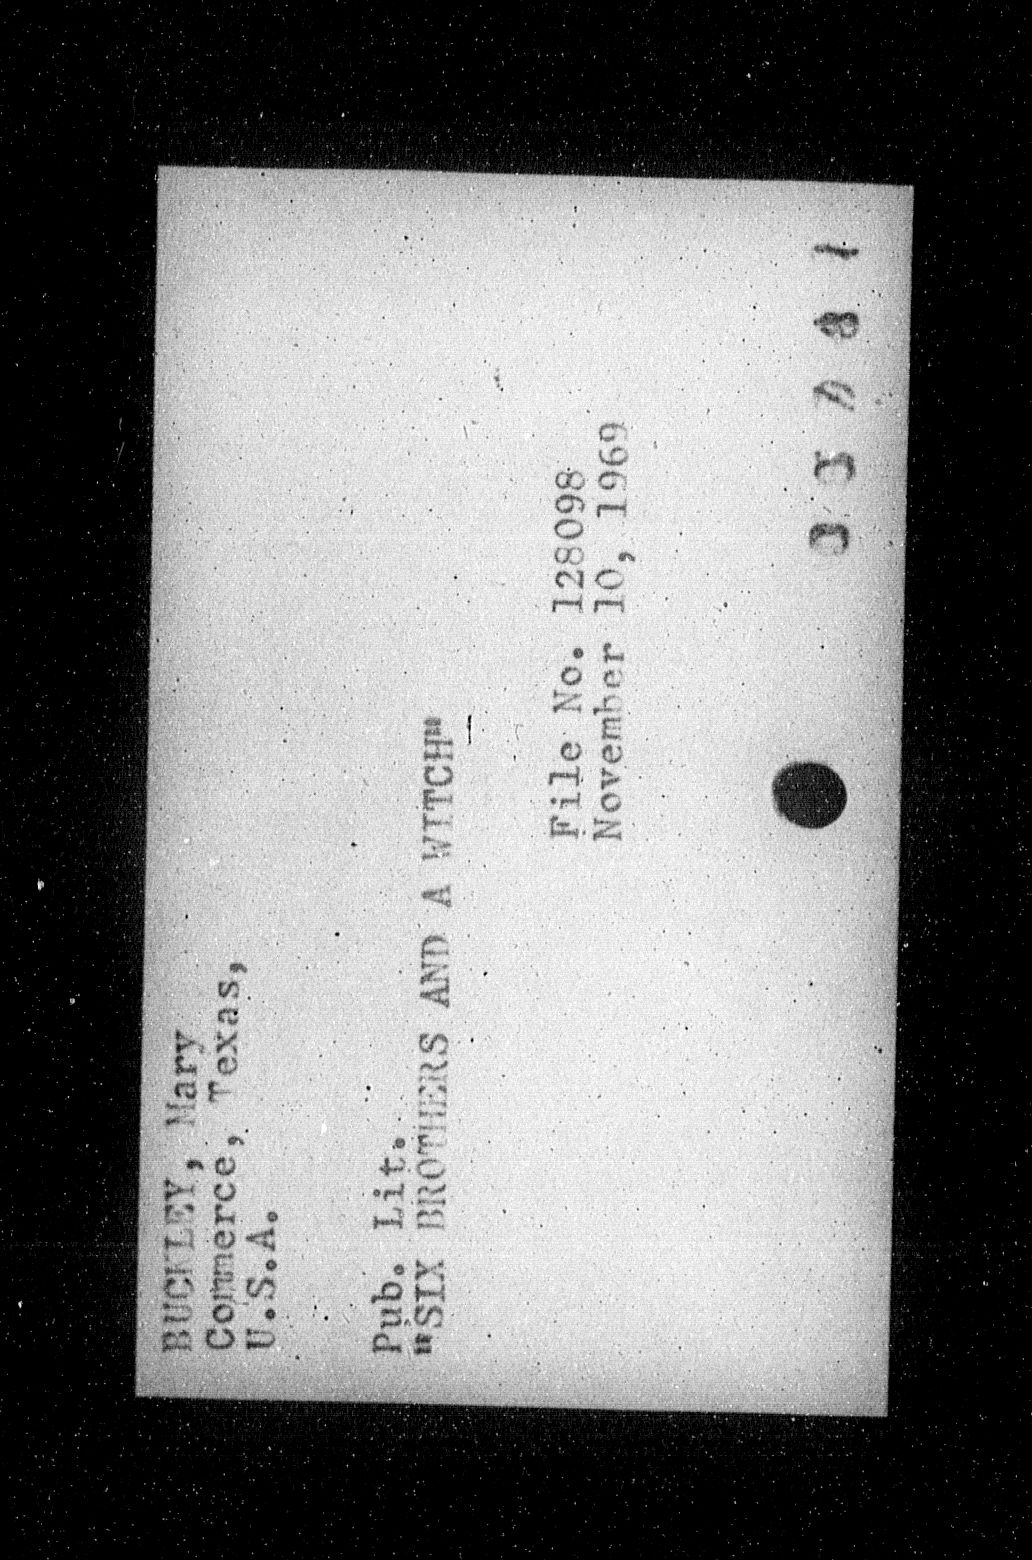 BUCKLEY, Mary
Commerce, Texas,
U.S.A.
Pub. Lit.
"SIX BROTHERS AND A WITCH"
File No. 128098
November 10, 1969